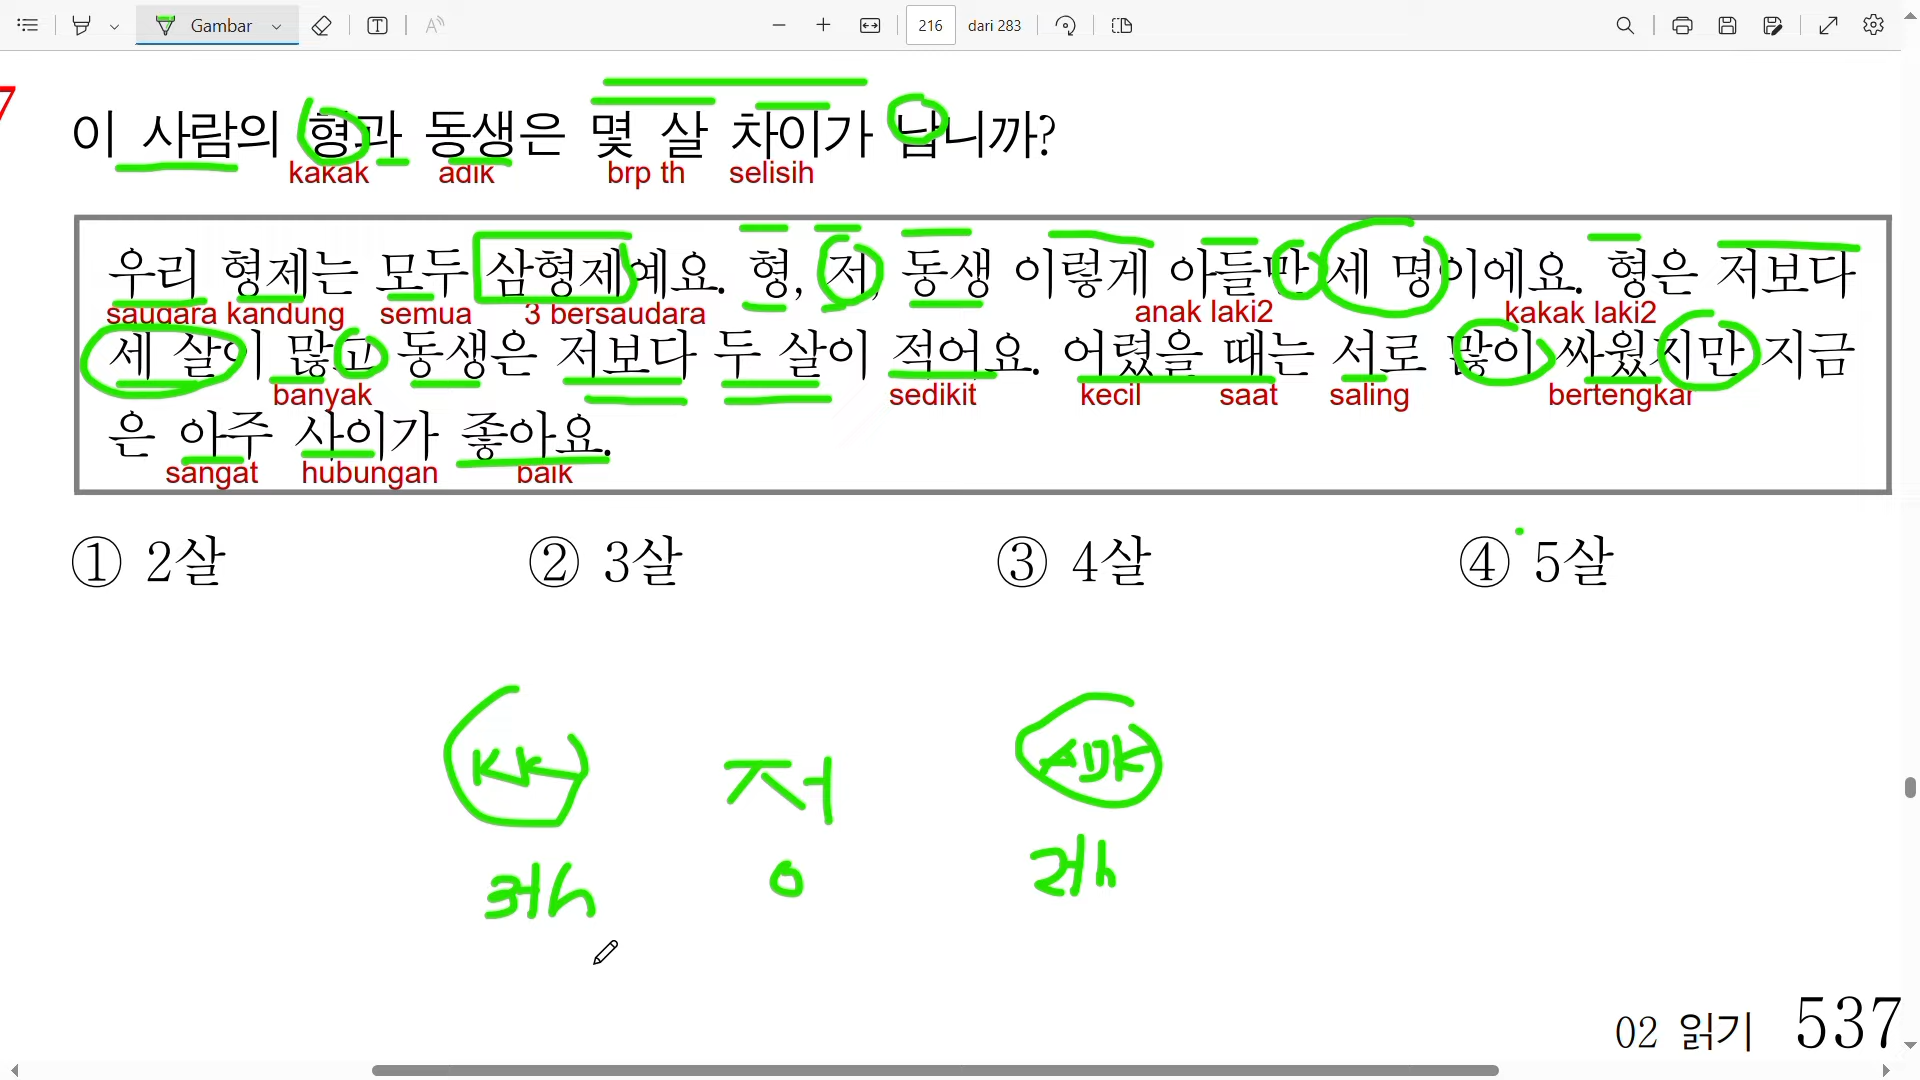 Gambar
216 dari 283
7
이 사람의 형과 동생은 몇 살 차이가 납니까?
kakak adik brp th selisih
우리 형제는 모두 삼형제예요. 형, 저, 동생 이렇게 아들만 세 명이에요. 형은 저보다
saudara kandung semua 3 bersaudara anak laki2 kakak laki2
세 살이 많고 동생은 저보다 두 살이 적어요. 어렸을 때는 서로 많이 싸웠지만 지금
banyak sedikit kecil saat saling bertengkar
은 아주 사이가 좋아요.
sangat hubungan baik
① 2살 ② 3살 ③ 4살 ④ 5살
KK 저 ADK
3th 0 2th
02 읽기 537